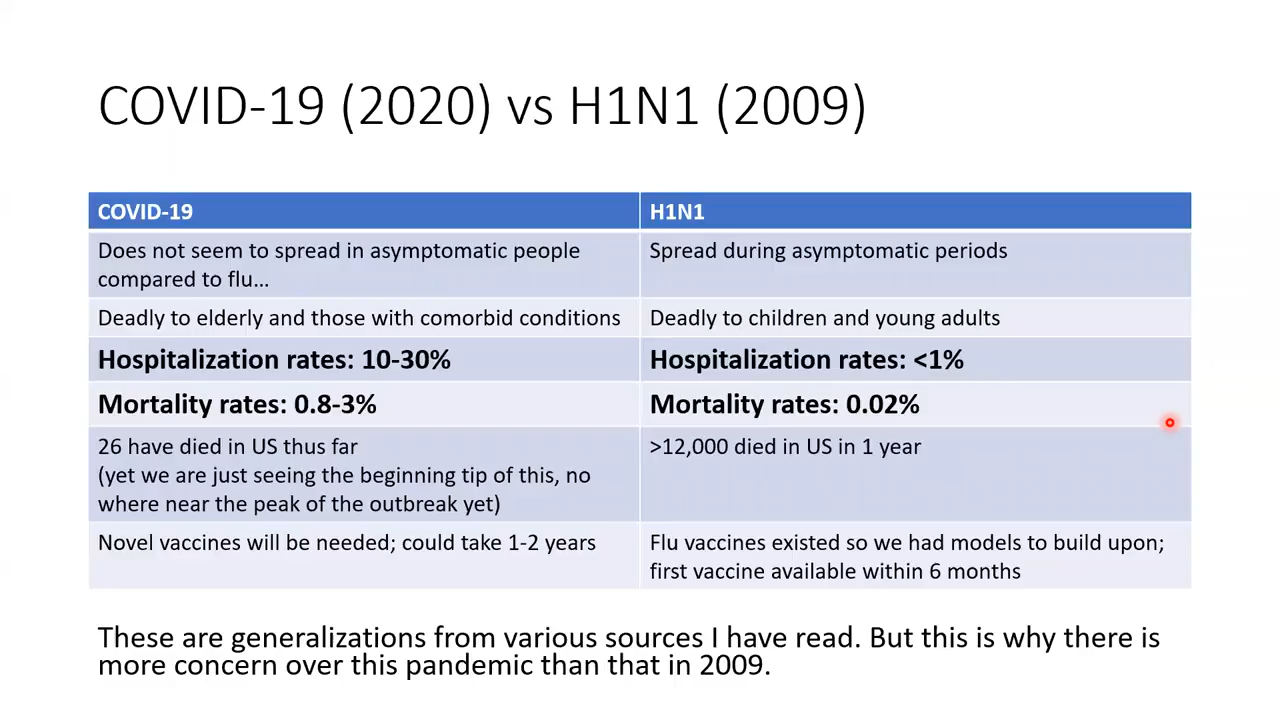 COVID-19 (2020) vs H1N1 (2009)
COVID-19
H1N1
Does not seem to spread in asymptomatic people
compared to flu…
Spread during asymptomatic periods
Deadly to elderly and those with comorbid conditions
Deadly to children and young adults
Hospitalization rates: 10-30%
Hospitalization rates: <1%
Mortality rates: 0.8-3%
Mortality rates: 0.02%
26 have died in US thus far
(yet we are just seeing the beginning tip of this, no
where near the peak of the outbreak yet)
>12,000 died in US in 1 year
Novel vaccines will be needed; could take 1-2 years
Flu vaccines existed so we had models to build upon;
first vaccine available within 6 months
These are generalizations from various sources I have read. But this is why there is
more concern over this pandemic than that in 2009.